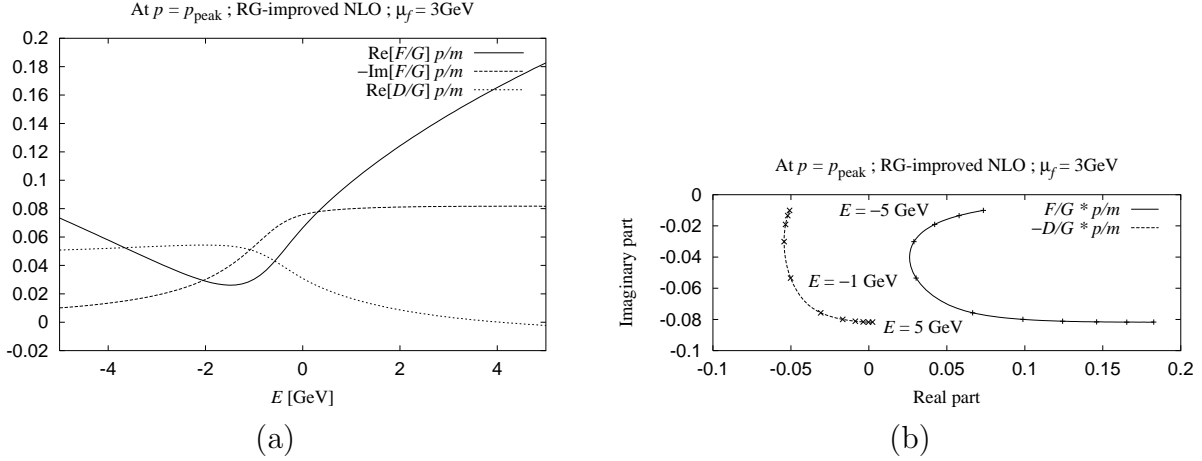 At p = p_peak ; RG-improved NLO ; μ_f = 3GeV
0.2
0.18
0.16
0.14
0.12
0.1
0.08
0.06
0.04
0.02
0
-0.02
Re[F/G] p/m
−Im[F/G] p/m
Re[D/G] p/m
-4
-2
0
2
4
E [GeV]
(a)
At p = p_peak ; RG-improved NLO ; μ_f = 3GeV
0
-0.02
-0.04
-0.06
-0.08
-0.1
Imaginary part
E = −5 GeV
E = −1 GeV
E = 5 GeV
F/G * p/m
−D/G * p/m
-0.1
-0.05
0
0.05
0.1
0.15
0.2
Real part
(b)